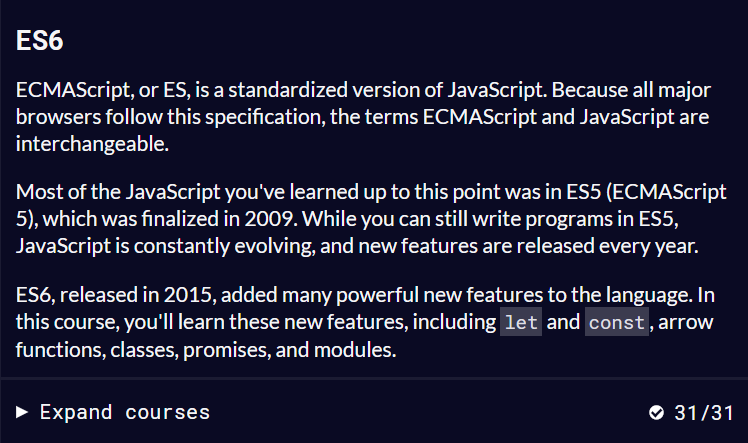 ES6
ECMAScript, or ES, is a standardized version of JavaScript. Because all major
browsers follow this specification, the terms ECMAScript and JavaScript are
interchangeable.
Most of the JavaScript you've learned up to this point was in ES5 (ECMAScript
5), which was finalized in 2009. While you can still write programs in ES5,
JavaScript is constantly evolving, and new features are released every year.
ES6, released in 2015, added many powerful new features to the language. In
this course, you'll learn these new features, including let and const, arrow
functions, classes, promises, and modules.
Expand courses 31/31